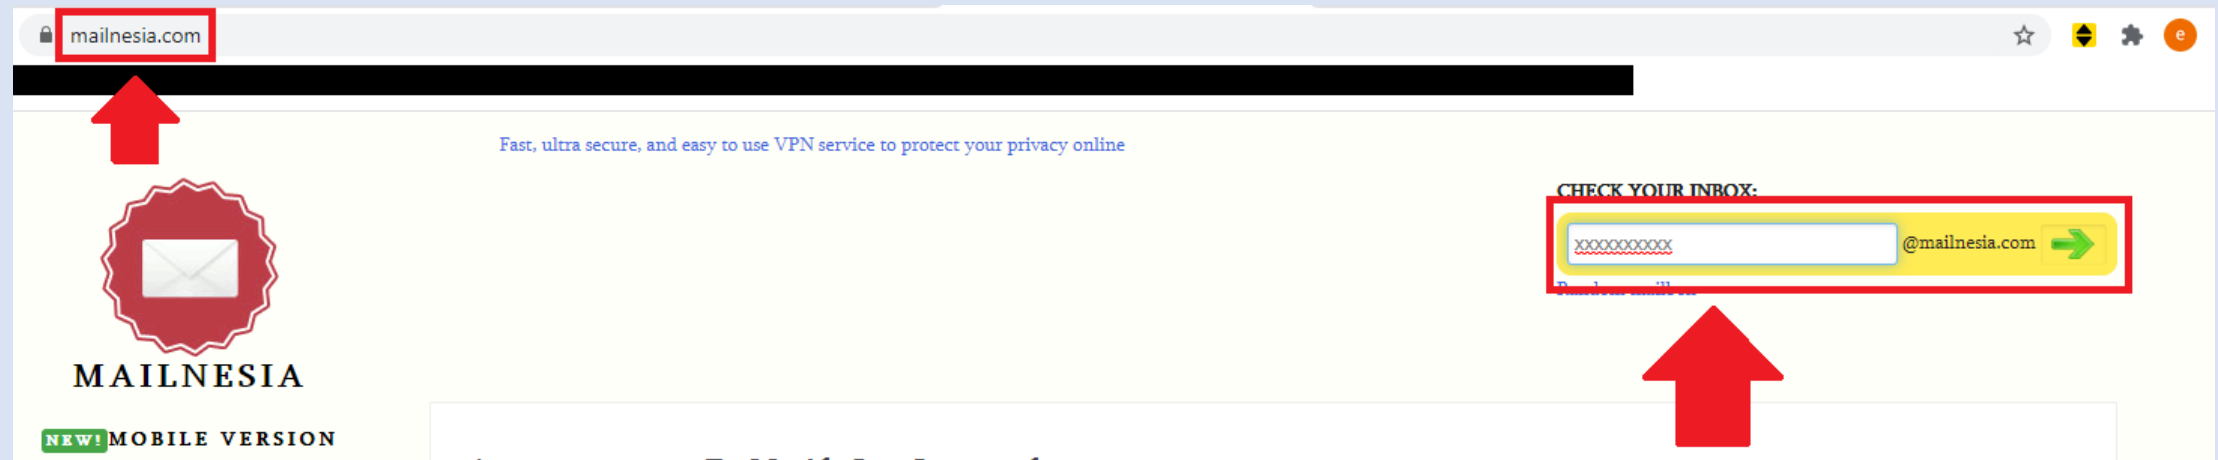 mailnesia.com
e
Fast, ultra secure, and easy to use VPN service to protect your privacy online
CHECK YOUR INBOX:
xxxxxxxxxx @mailnesia.com
MAILNESIA
NEW! MOBILE VERSION